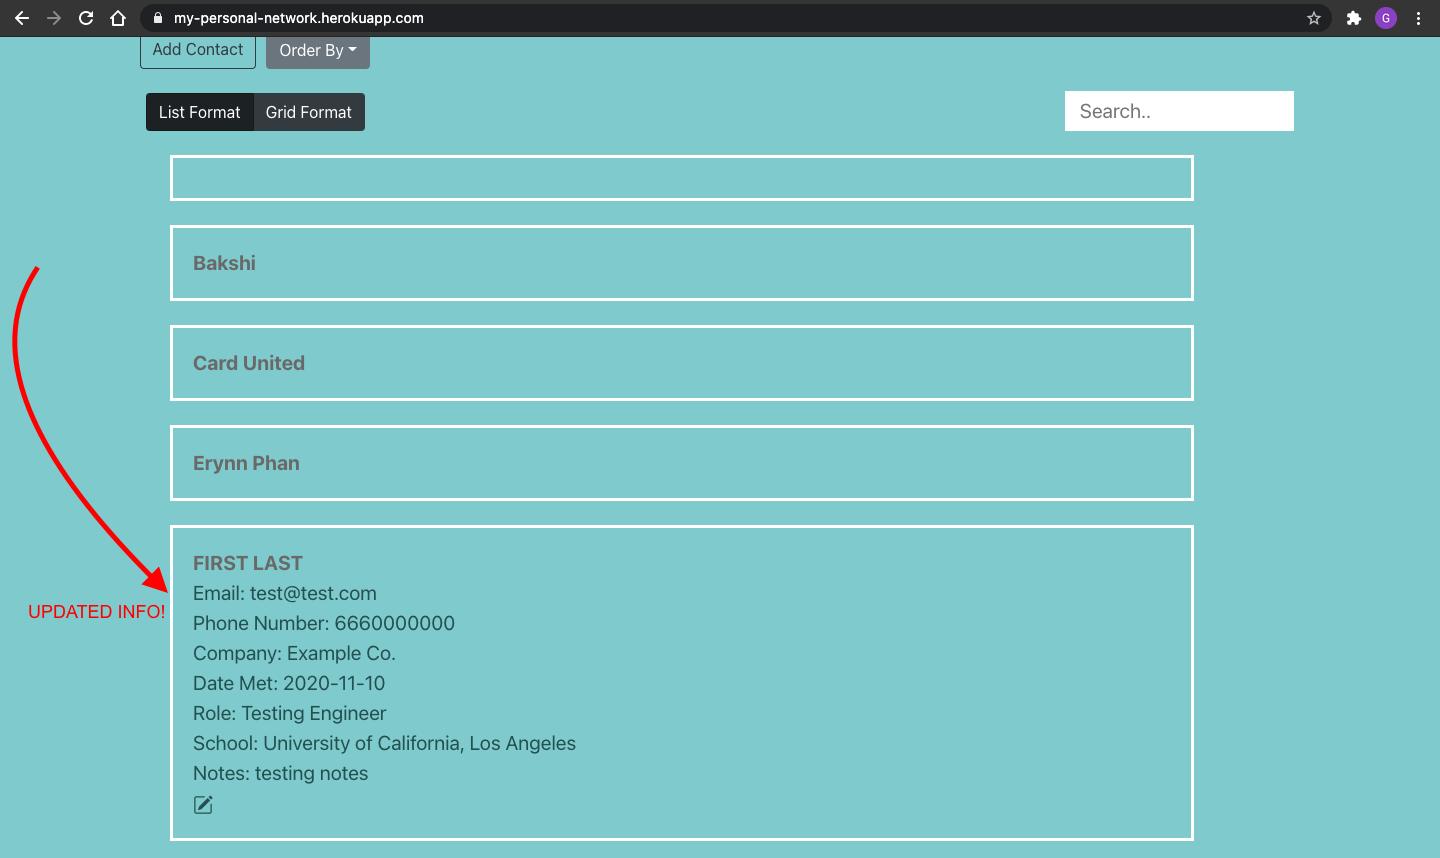 my-personal-network.herokuapp.com
G
Add Contact
Order By
List Format
Grid Format
Search..
Bakshi
Card United
Erynn Phan
FIRST LAST
Email: test@test.com
UPDATED INFO!
Phone Number: 6660000000
Company: Example Co.
Date Met: 2020-11-10
Role: Testing Engineer
School: University of California, Los Angeles
Notes: testing notes